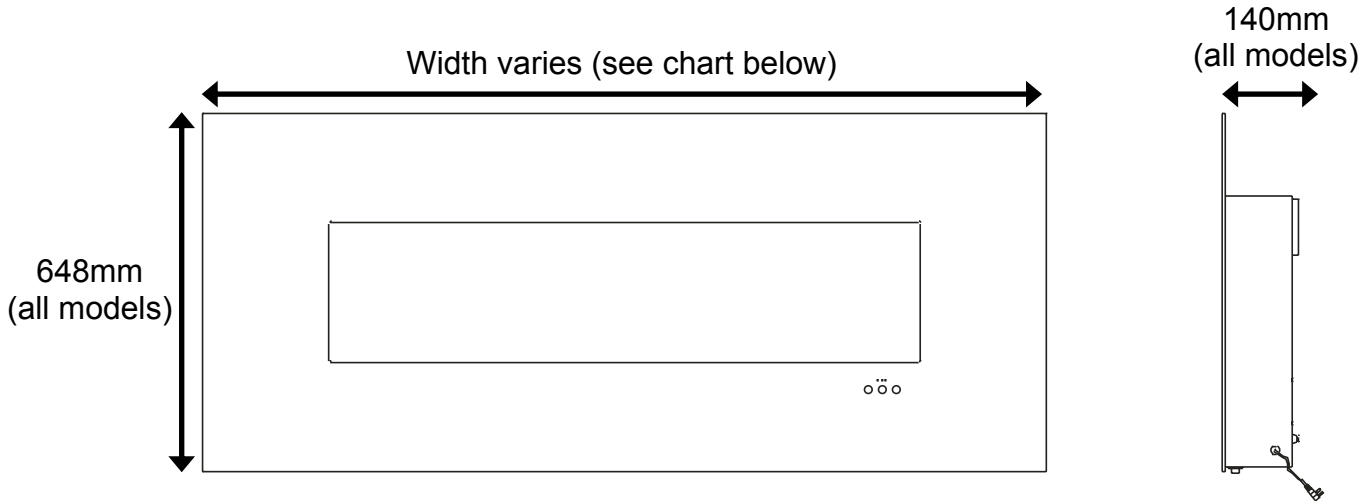 140mm
(all models)
Width varies (see chart below)
648mm
(all models)